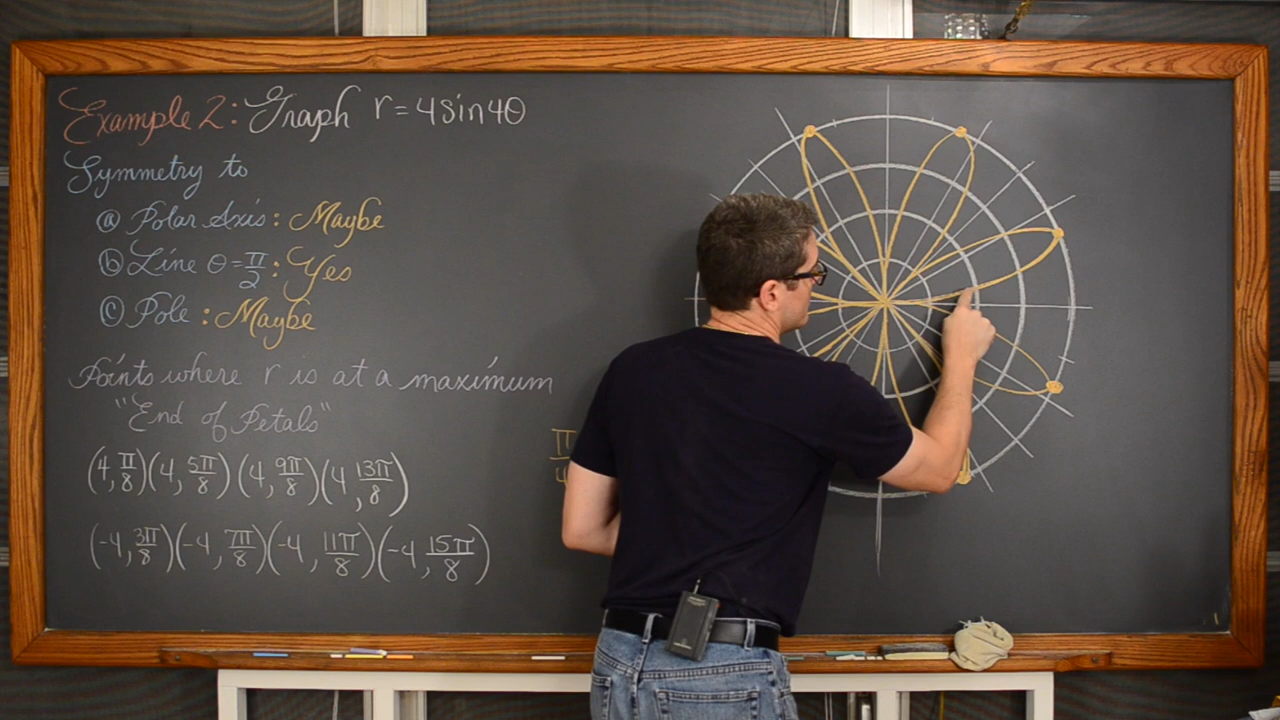 Example 2: Graph r = 4sin4θ
Symmetry to
ⓐ Polar Axis: Maybe
ⓑ Line θ = π/2: Yes
ⓒ Pole: Maybe
Points where r is at a maximum
"End of Petals"
(4, π/8) (4, 5π/8) (4, 9π/8) (4, 13π/8)
(-4, 3π/8) (-4, 7π/8) (-4, 11π/8) (-4, 15π/8)
π/4